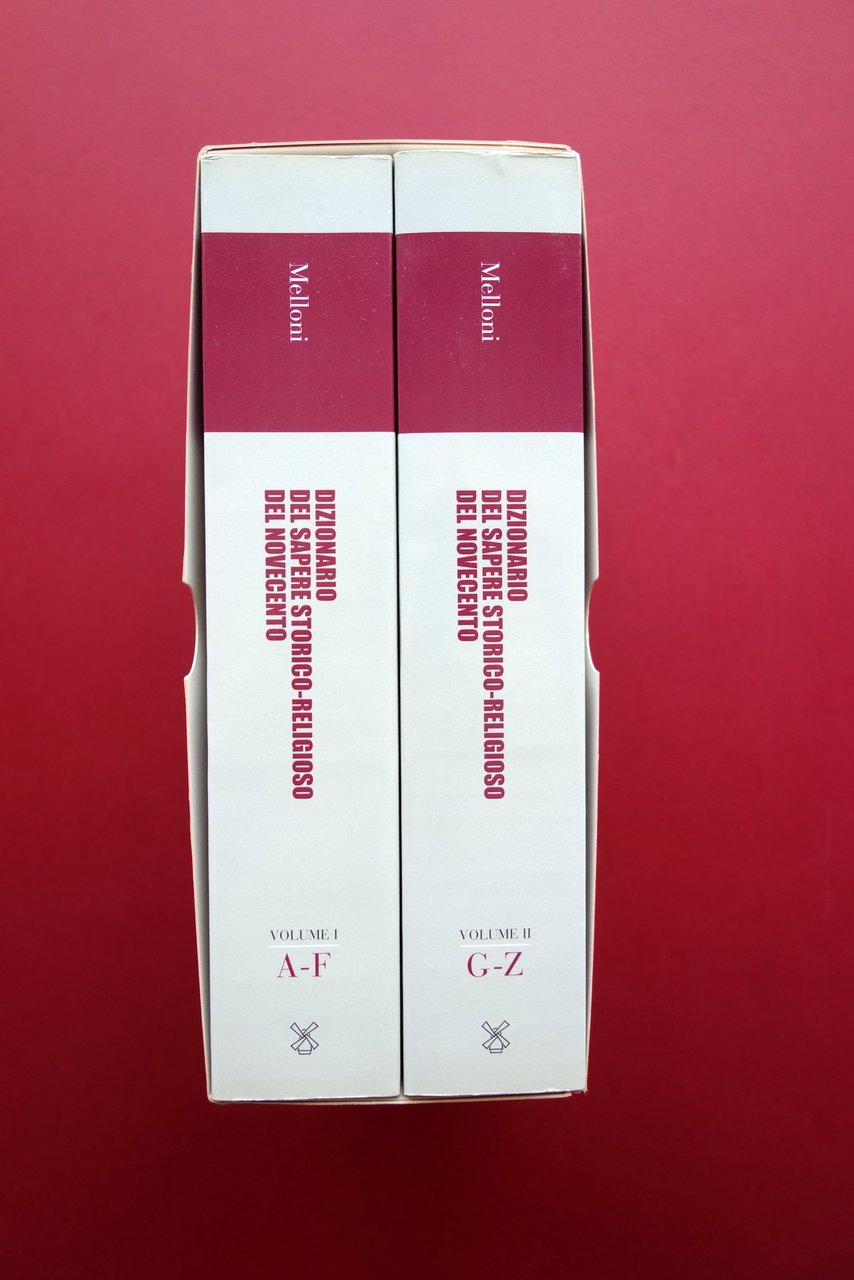 Melloni
DIZIONARIO
DEL SAPERE STORICO-RELIGIOSO
DEL NOVECENTO
VOLUME I
A-F
Melloni
DIZIONARIO
DEL SAPERE STORICO-RELIGIOSO
DEL NOVECENTO
VOLUME II
G-Z